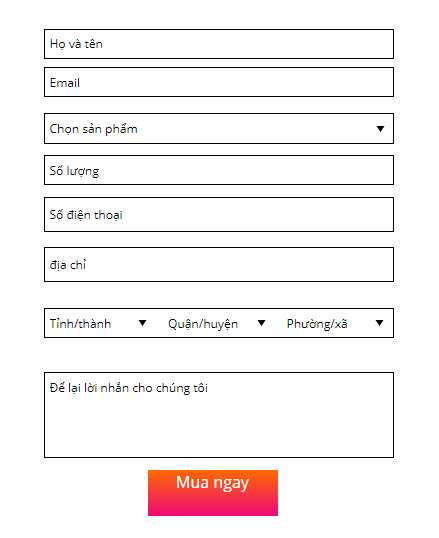 Họ và tên
Email
Chọn sản phẩm
Số lượng
Số điện thoại
địa chỉ
Tỉnh/thành Quận/huyện Phường/xã
Để lại lời nhắn cho chúng tôi
Mua ngay